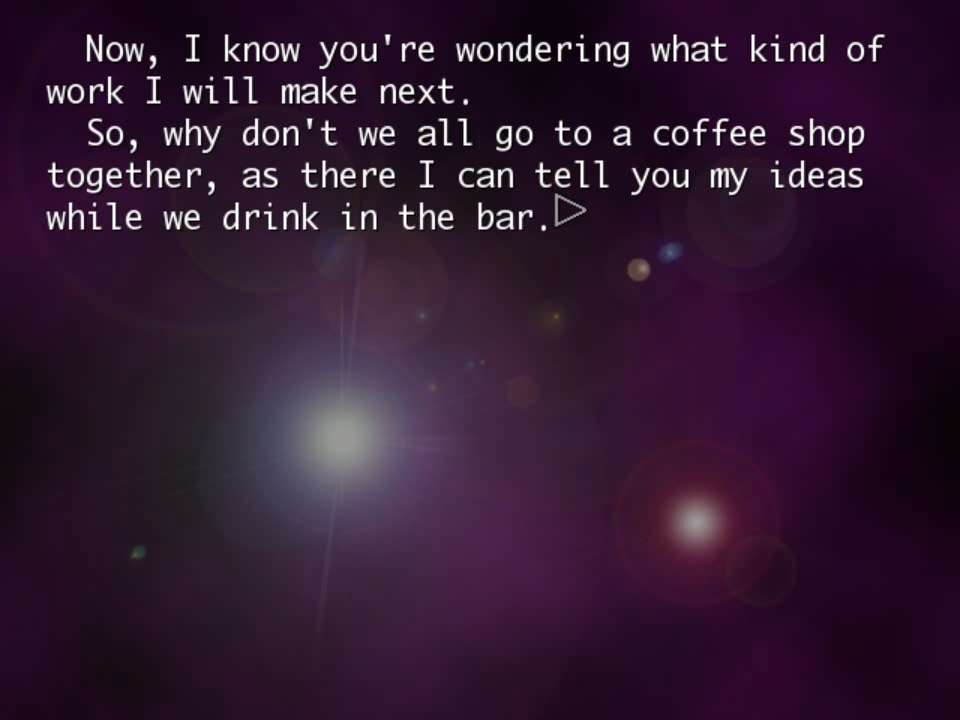 Now, I know you're wondering what kind of
work I will make next.
So, why don't we all go to a coffee shop
together, as there I can tell you my ideas
while we drink in the bar.